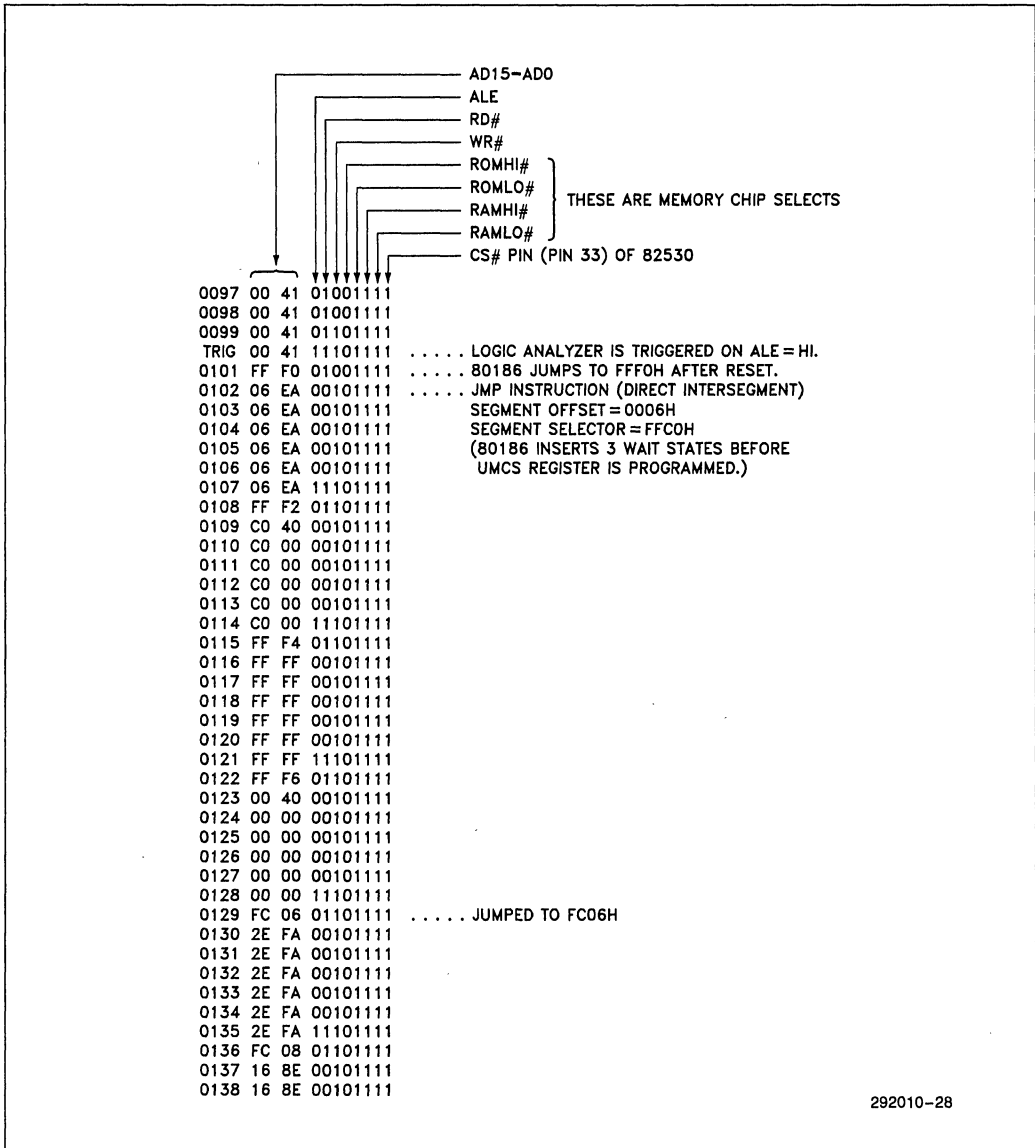 AD15-AD0
ALE
RD#
WR#
ROMHI#
ROMLO#
RAMHI#
RAMLO#
THESE ARE MEMORY CHIP SELECTS
CS# PIN (PIN 33) OF 82530
0097 00 41 01001111
0098 00 41 01001111
0099 00 41 01101111
TRIG 00 41 11101111 ..... LOGIC ANALYZER IS TRIGGERED ON ALE=HI.
0101 FF F0 01001111 ..... 80186 JUMPS TO FFF0H AFTER RESET.
0102 06 EA 00101111 ..... JMP INSTRUCTION (DIRECT INTERSEGMENT)
0103 06 EA 00101111 SEGMENT OFFSET=0006H
0104 06 EA 00101111 SEGMENT SELECTOR=FFC0H
0105 06 EA 00101111 (80186 INSERTS 3 WAIT STATES BEFORE
0106 06 EA 00101111 UMCS REGISTER IS PROGRAMMED.)
0107 06 EA 11101111
0108 FF F2 01101111
0109 C0 40 00101111
0110 C0 00 00101111
0111 C0 00 00101111
0112 C0 00 00101111
0113 C0 00 00101111
0114 C0 00 11101111
0115 FF F4 01101111
0116 FF FF 00101111
0117 FF FF 00101111
0118 FF FF 00101111
0119 FF FF 00101111
0120 FF FF 00101111
0121 FF FF 11101111
0122 FF F6 01101111
0123 00 40 00101111
0124 00 00 00101111
0125 00 00 00101111
0126 00 00 00101111
0127 00 00 00101111
0128 00 00 11101111
0129 FC 06 01101111 ..... JUMPED TO FC06H
0130 2E FA 00101111
0131 2E FA 00101111
0132 2E FA 00101111
0133 2E FA 00101111
0134 2E FA 00101111
0135 2E FA 11101111
0136 FC 08 01101111
0137 16 8E 00101111
0138 16 8E 00101111
292010-28